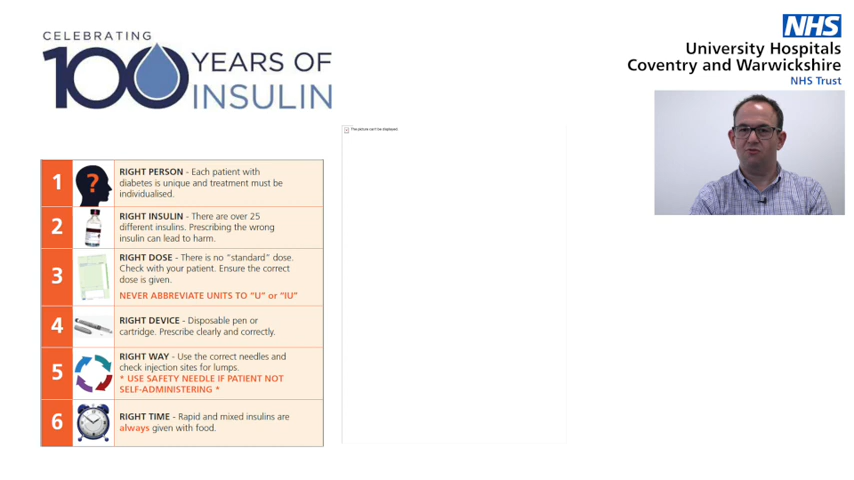 CELEBRATING
100 YEARS OF
INSULIN
NHS
University Hospitals
Coventry and Warwickshire
NHS Trust
The picture can't be displayed.
1
?
RIGHT PERSON - Each patient with
diabetes is unique and treatment must be
individualised.
2
RIGHT INSULIN - There are over 25
different insulins. Prescribing the wrong
insulin can lead to harm.
3
RIGHT DOSE - There is no “standard” dose.
Check with your patient. Ensure the correct
dose is given.
NEVER ABBREVIATE UNITS TO “U” or “IU”
4
RIGHT DEVICE - Disposable pen or
cartridge. Prescribe clearly and correctly.
5
RIGHT WAY - Use the correct needles and
check injection sites for lumps.
* USE SAFETY NEEDLE IF PATIENT NOT
SELF-ADMINISTERING *
6
RIGHT TIME - Rapid and mixed insulins are
always given with food.